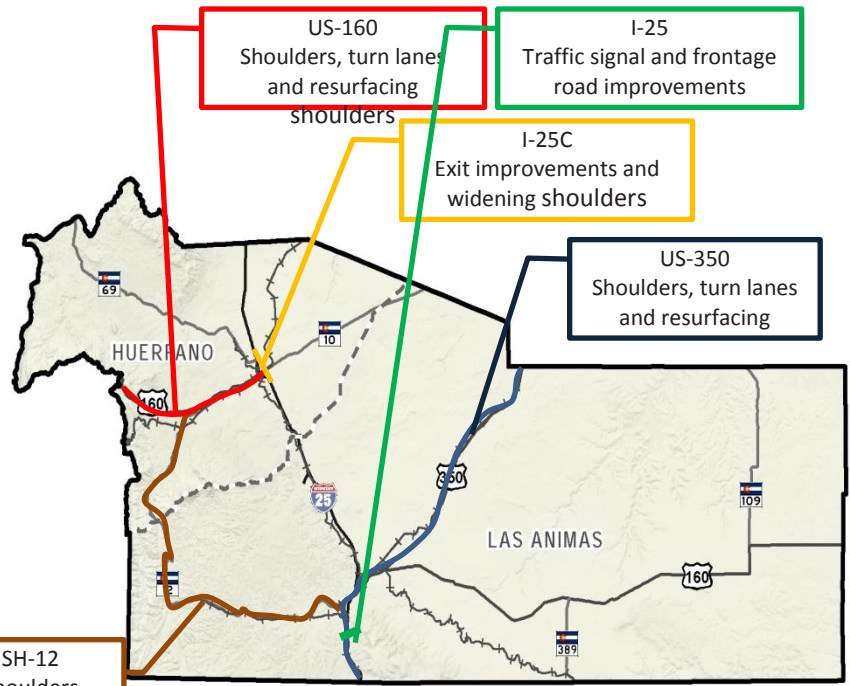 US-160
Shoulders, turn lanes
and resurfacing
shoulders
I-25
Traffic signal and frontage
road improvements
I-25C
Exit improvements and
widening shoulders
US-350
Shoulders, turn lanes
and resurfacing
69
10
HUERFANO
160
25
350
109
LAS ANIMAS
160
389
SH-12